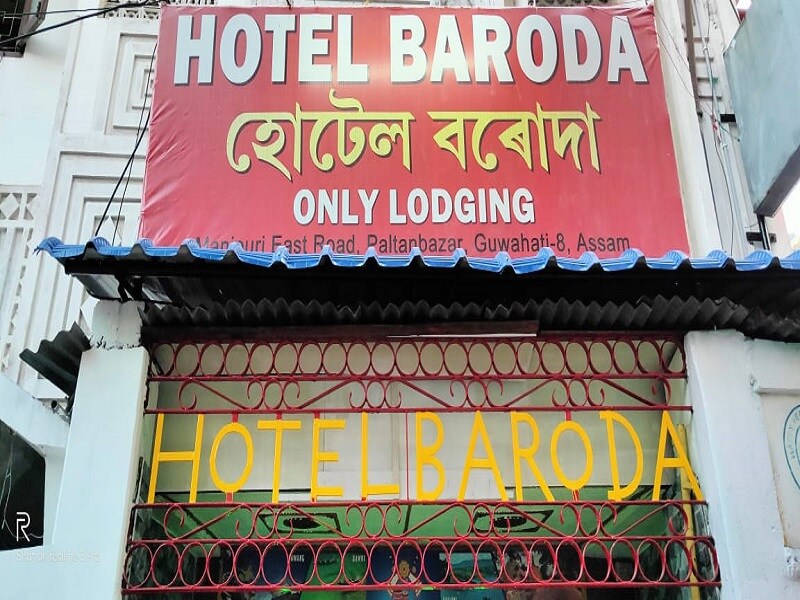 HOTEL BARODA
হোটেল বৰোদা
ONLY LODGING
Manipuri East Road, Paltanbazar, Guwahati-8, Assam
HOTEL BARODA